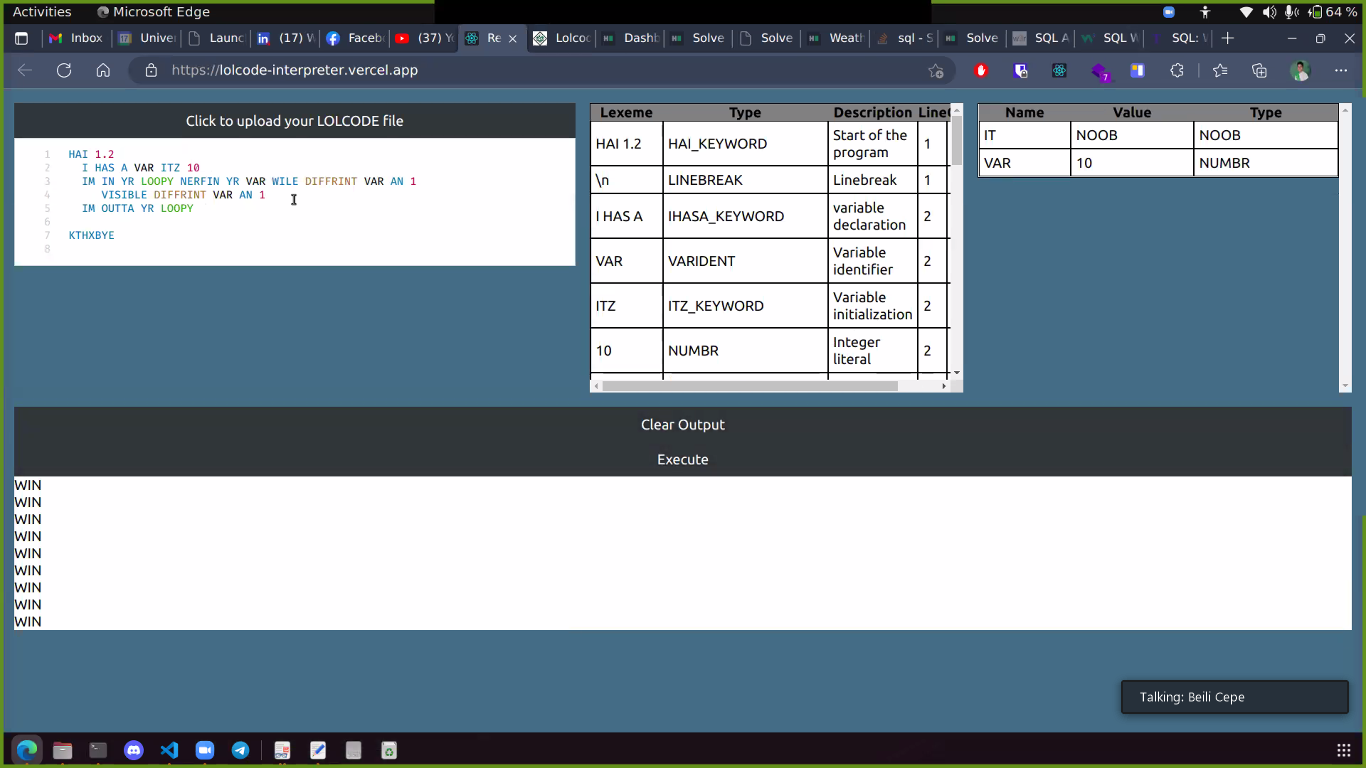 Activities Microsoft Edge 64 %
Inbox Univer Launc (17) W Facebo (37) Yo Re Lolcod Dashb Solve Solve Weath sql - S Solve SQL A SQL W SQL: V
https://lolcode-interpreter.vercel.app 7
Click to upload your LOLCODE file
1 HAI 1.2
2 I HAS A VAR ITZ 10
3 IM IN YR LOOPY NERFIN YR VAR WILE DIFFRINT VAR AN 1
4 VISIBLE DIFFRINT VAR AN 1
5 IM OUTTA YR LOOPY
6
7 KTHXBYE
8
Lexeme Type Description Line
HAI 1.2 HAI_KEYWORD Start of the program 1
\n LINEBREAK Linebreak 1
I HAS A IHASA_KEYWORD variable declaration 2
VAR VARIDENT Variable identifier 2
ITZ ITZ_KEYWORD Variable initialization 2
10 NUMBR Integer literal 2
Name Value Type
IT NOOB NOOB
VAR 10 NUMBR
Clear Output
Execute
WIN
WIN
WIN
WIN
WIN
WIN
WIN
WIN
WIN
Talking: Beili Cepe